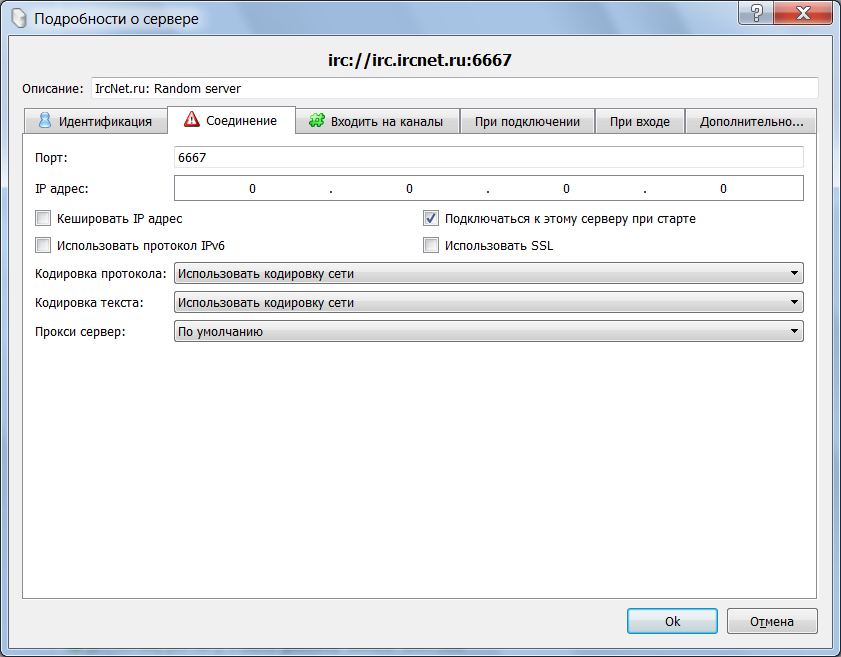 Подробности о сервере
irc://irc.ircnet.ru:6667
Описание: IrcNet.ru: Random server
Идентификация Соединение Входить на каналы При подключении При входе Дополнительно...
Порт: 6667
IP адрес: 0 . 0 . 0 . 0
Кешировать IP адрес Подключаться к этому серверу при старте
Использовать протокол IPv6 Использовать SSL
Кодировка протокола: Использовать кодировку сети
Кодировка текста: Использовать кодировку сети
Прокси сервер: По умолчанию
Ok Отмена